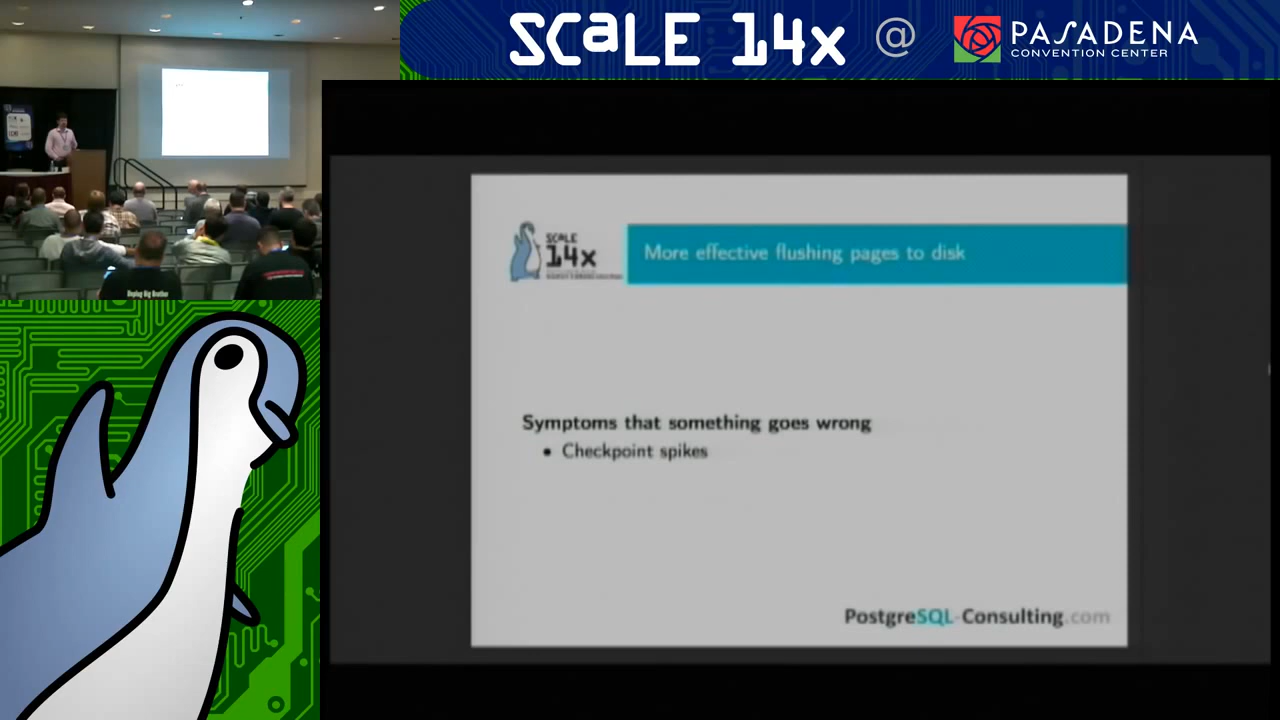 SCALE 14x @ PASADENA
CONVENTION CENTER
SCALE
14x
More effective flushing pages to disk
Symptoms that something goes wrong
• Checkpoint spikes
PostgreSQL-Consulting.com